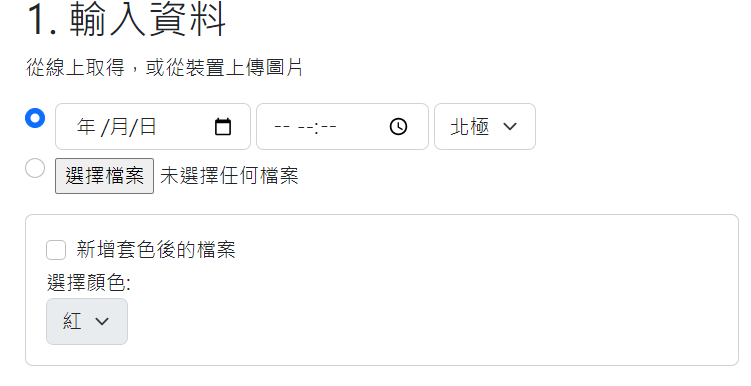 1. 輸入資料
從線上取得，或從裝置上傳圖片
年 /月/日 -- --:-- 北極
選擇檔案 未選擇任何檔案
新增套色後的檔案
選擇顏色:
紅